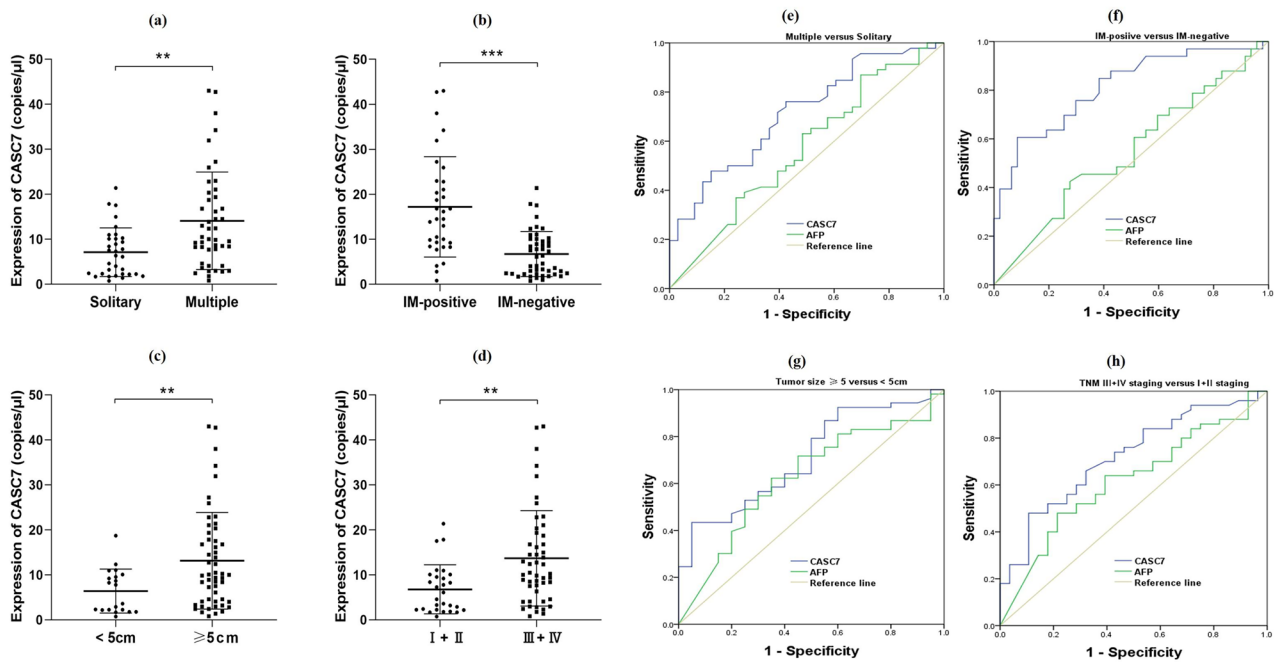 (a)
**
Expression of CASC7 (copies/μl)
50
40
30
20
10
0
Solitary
Multiple
(b)
***
Expression of CASC7 (copies/μl)
50
40
30
20
10
0
IM-positive
IM-negative
(e)
Multiple versus Solitary
Sensitivity
1.0
0.8
0.6
0.4
0.2
0.0
CASC7
AFP
Reference line
0.0
0.2
0.4
0.6
0.8
1.0
1 - Specificity
(f)
IM-posiive versus IM-negative
Sensitivity
1.0
0.8
0.6
0.4
0.2
0.0
CASC7
AFP
Reference line
0.0
0.2
0.4
0.6
0.8
1.0
1 - Specificity
(c)
**
Expression of CASC7 (copies/μl)
50
40
30
20
10
0
< 5cm
≥5cm
(d)
**
Expression of CASC7 (copies/μl)
50
40
30
20
10
0
I + II
III + IV
(g)
Tumor size ≥ 5 versus < 5cm
Sensitivity
1.0
0.8
0.6
0.4
0.2
0.0
CASC7
AFP
Reference line
0.0
0.2
0.4
0.6
0.8
1.0
1 - Specificity
(h)
TNM III+IV staging versus I+II staging
Sensitivity
1.0
0.8
0.6
0.4
0.2
0.0
CASC7
AFP
Reference line
0.0
0.2
0.4
0.6
0.8
1.0
1 - Specificity